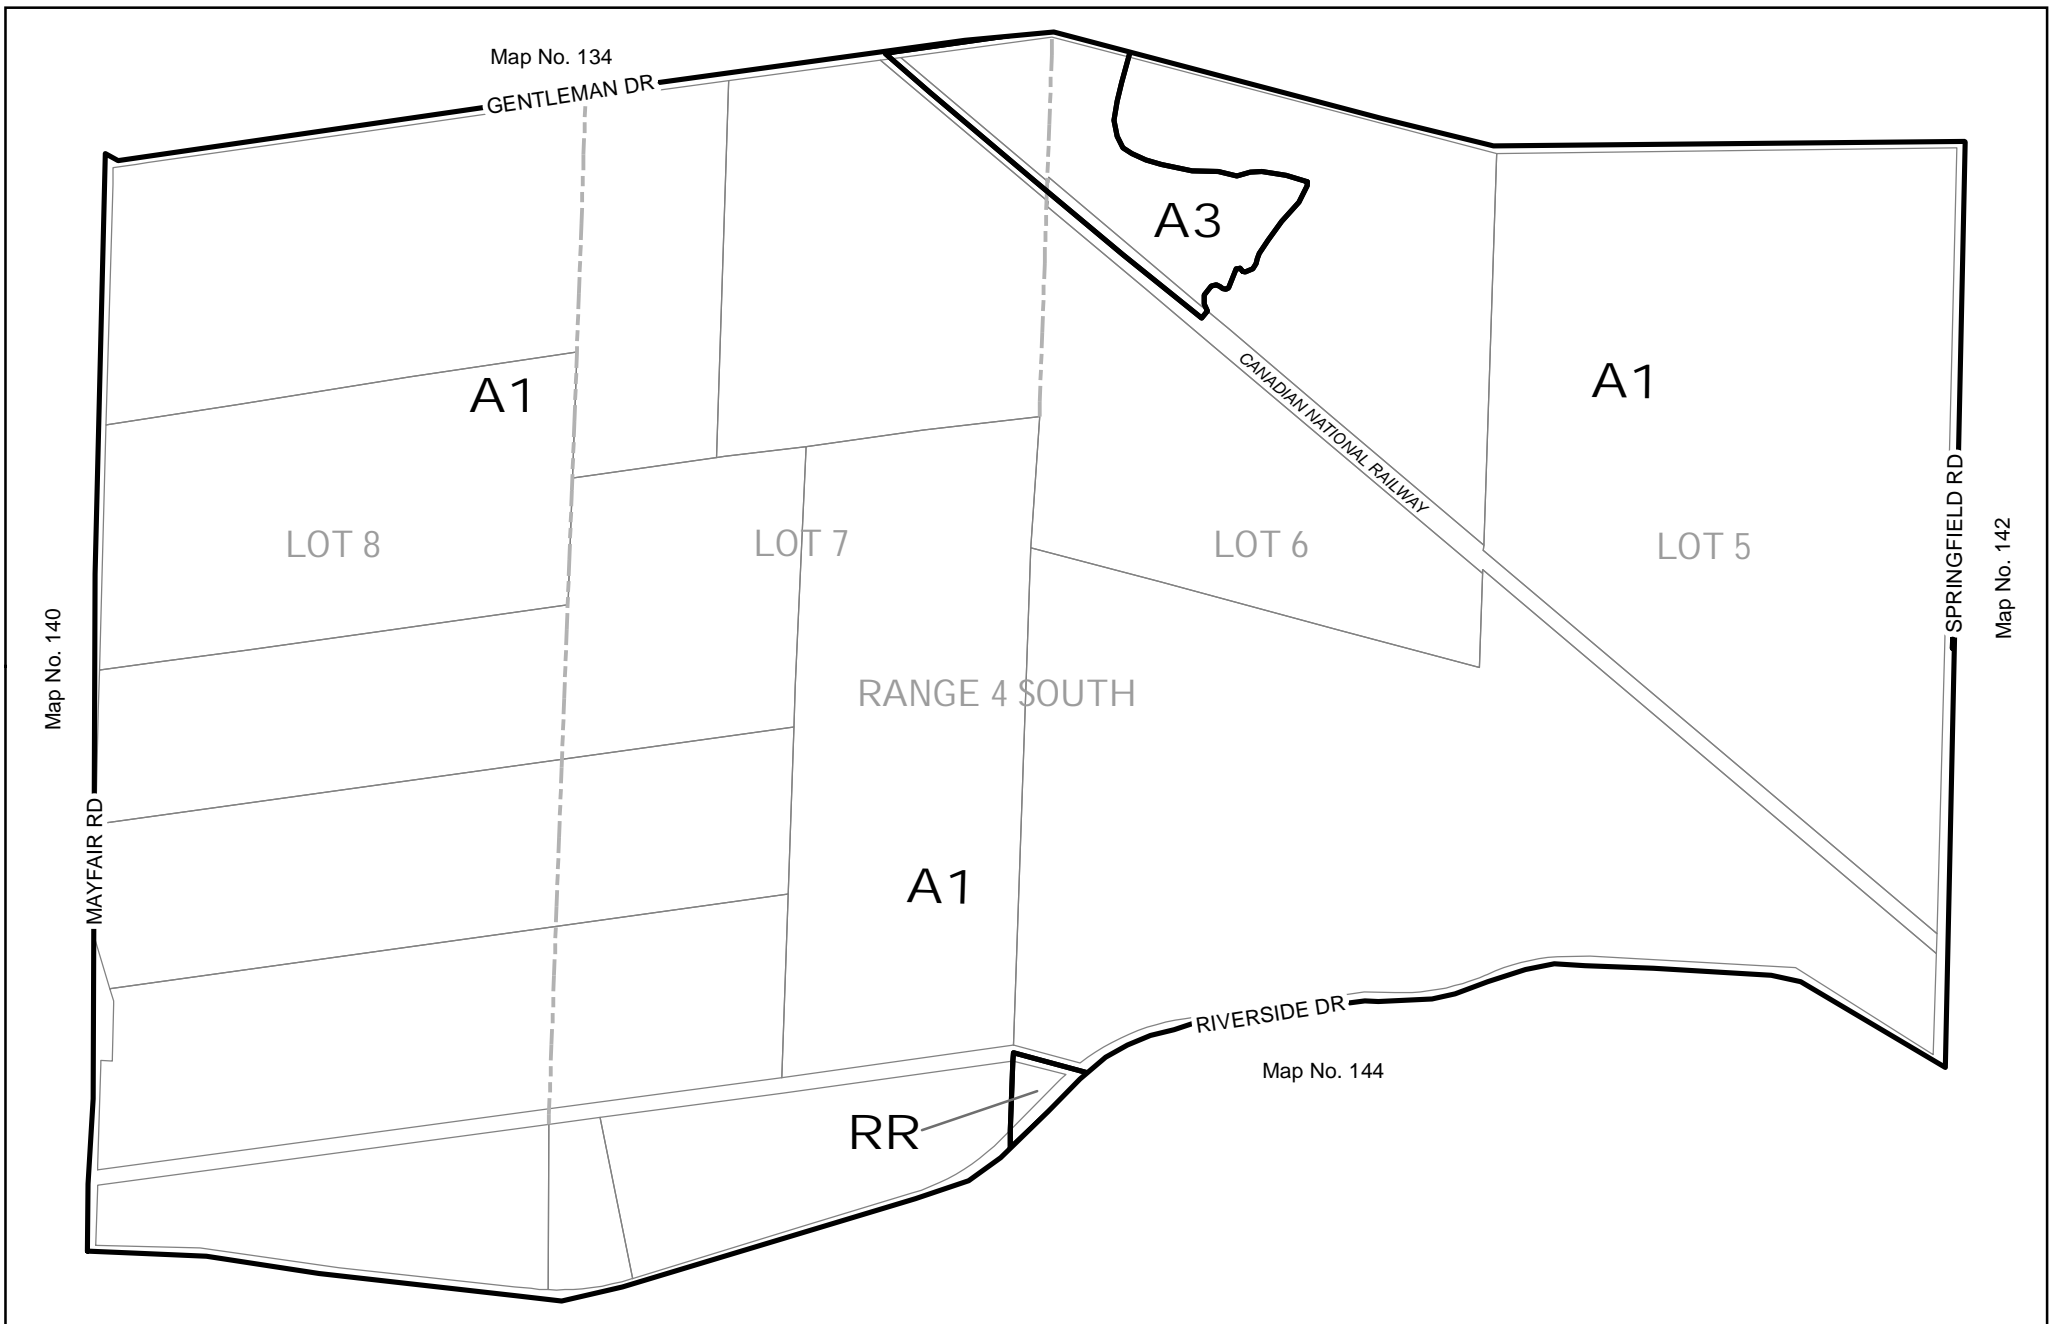 Map No. 134
GENTLEMAN DR
A3
A1
A1
CANADIAN NATIONAL RAILWAY
LOT 8
LOT 7
LOT 6
LOT 5
SPRINGFIELD RD
Map No. 142
Map No. 140
RANGE 4 SOUTH
MAYFAIR RD
A1
RIVERSIDE DR
Map No. 144
RR